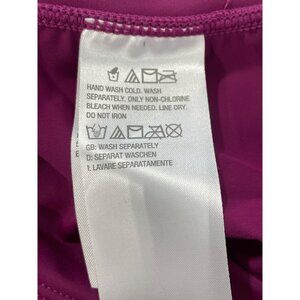 HAND WASH COLD. WASH
SEPARATELY. ONLY NON-CHLORINE
BLEACH WHEN NEEDED. LINE DRY.
DO NOT IRON
GB: WASH SEPARATELY
D: SEPARAT WASCHEN
1: LAVARE SEPARATAMENTE